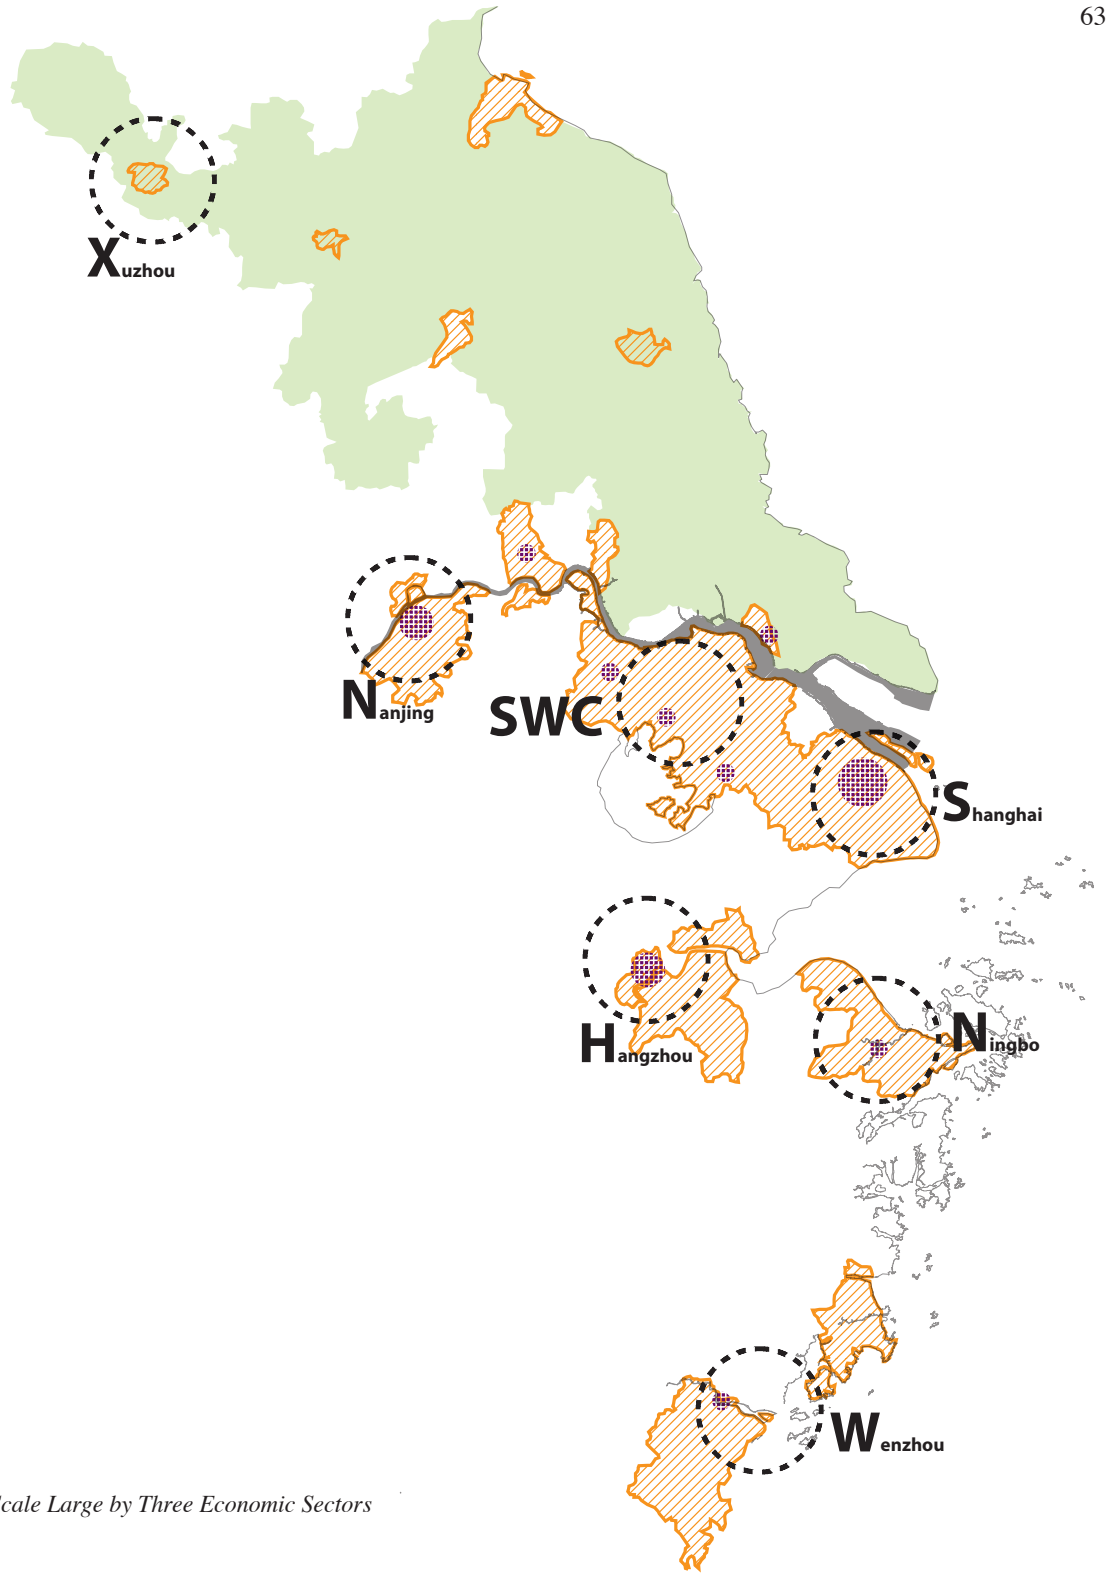 63
Xuzhou
Nanjing
SWC
Shanghai
Hangzhou
Ningbo
Wenzhou
cale Large by Three Economic Sectors